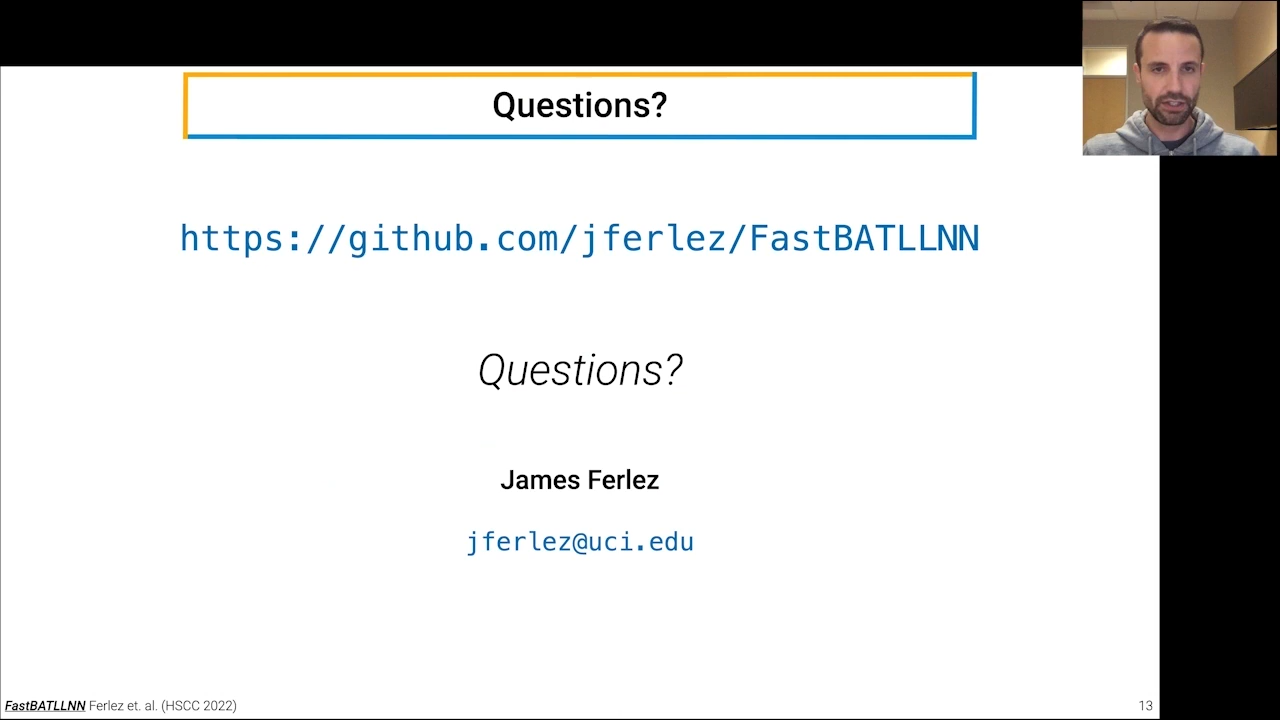 Questions?
https://github.com/jferlez/FastBATLLNN
Questions?
James Ferlez
jferlez@uci.edu
FastBATLLNN Ferlez et. al. (HSCC 2022)
13